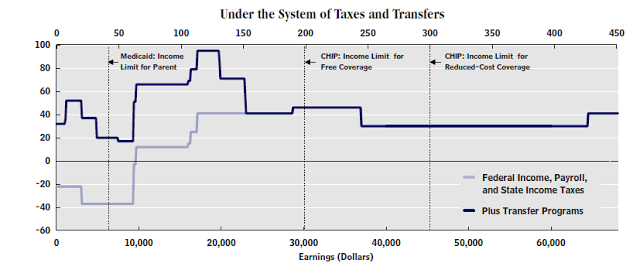 Under the System of Taxes and Transfers
0 50 100 150 200 250 300 350 400 450
100
Medicaid: Income
Limit for Parent
CHIP: Income Limit for
Free Coverage
CHIP: Income Limit for
Reduced-Cost Coverage
80
60
40
20
0
-20
Federal Income, Payroll,
and State Income Taxes
-40
Plus Transfer Programs
-60
0 10,000 20,000 30,000 40,000 50,000 60,000
Earnings (Dollars)